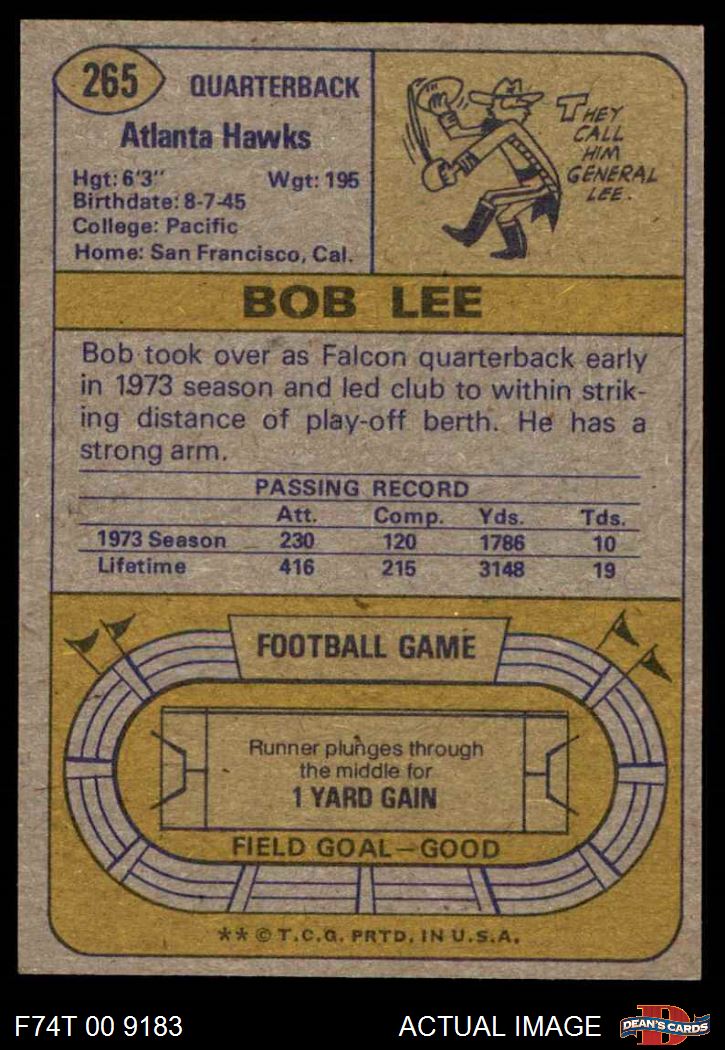 265
QUARTERBACK
Atlanta Hawks
Hgt: 6'3" Wgt: 195
Birthdate: 8-7-45
College: Pacific
Home: San Francisco, Cal.
THEY
CALL
HIM
GENERAL
LEE.
BOB LEE
Bob took over as Falcon quarterback early
in 1973 season and led club to within strik-
ing distance of play-off berth. He has a
strong arm.
PASSING RECORD
Att. Comp. Yds. Tds.
1973 Season 230 120 1786 10
Lifetime 416 215 3148 19
FOOTBALL GAME
Runner plunges through
the middle for
1 YARD GAIN
FIELD GOAL—GOOD
** © T.C.G. PRTD. IN U.S.A.
F74T 00 9183 ACTUAL IMAGE
DEAN'S CARDS